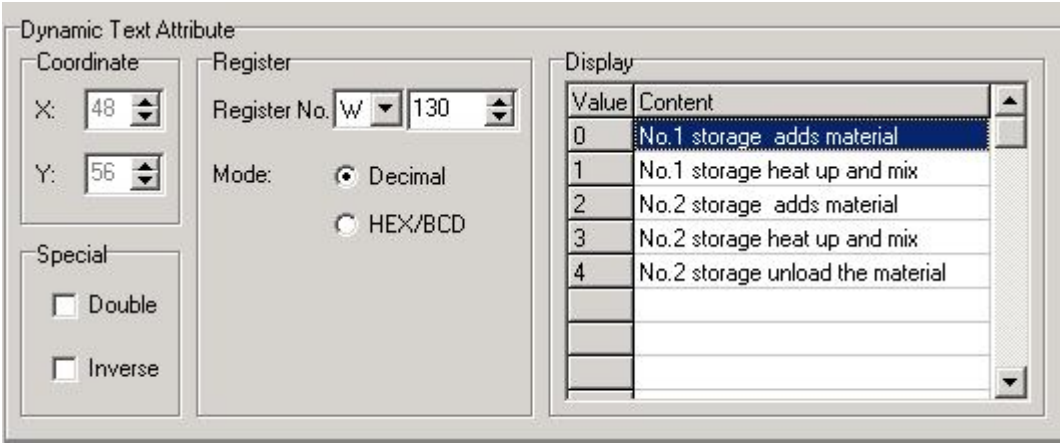 Dynamic Text Attribute
Coordinate
X: 48
Y: 56
Special
Double
Inverse
Register
Register No. W 130
Mode: Decimal
HEX/BCD
Display
Value Content
0 No.1 storage  adds material
1 No.1 storage heat up and mix
2 No.2 storage  adds material
3 No.2 storage heat up and mix
4 No.2 storage unload the material